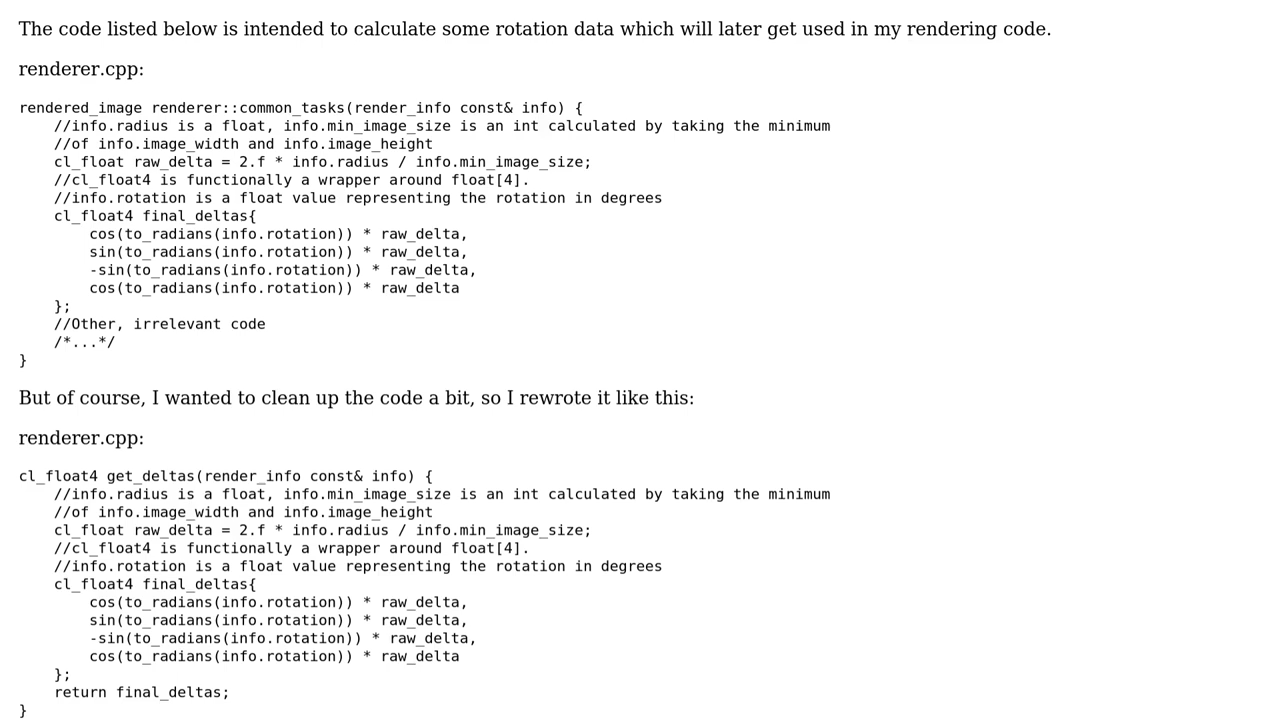 The code listed below is intended to calculate some rotation data which will later get used in my rendering code.
renderer.cpp:
rendered_image renderer::common_tasks(render_info const& info) {
    //info.radius is a float, info.min_image_size is an int calculated by taking the minimum
    //of info.image_width and info.image_height
    cl_float raw_delta = 2.f * info.radius / info.min_image_size;
    //cl_float4 is functionally a wrapper around float[4].
    //info.rotation is a float value representing the rotation in degrees
    cl_float4 final_deltas{
        cos(to_radians(info.rotation)) * raw_delta,
        sin(to_radians(info.rotation)) * raw_delta,
        -sin(to_radians(info.rotation)) * raw_delta,
        cos(to_radians(info.rotation)) * raw_delta
    };
    //Other, irrelevant code
    /*...*/
}
But of course, I wanted to clean up the code a bit, so I rewrote it like this:
renderer.cpp:
cl_float4 get_deltas(render_info const& info) {
    //info.radius is a float, info.min_image_size is an int calculated by taking the minimum
    //of info.image_width and info.image_height
    cl_float raw_delta = 2.f * info.radius / info.min_image_size;
    //cl_float4 is functionally a wrapper around float[4].
    //info.rotation is a float value representing the rotation in degrees
    cl_float4 final_deltas{
        cos(to_radians(info.rotation)) * raw_delta,
        sin(to_radians(info.rotation)) * raw_delta,
        -sin(to_radians(info.rotation)) * raw_delta,
        cos(to_radians(info.rotation)) * raw_delta
    };
    return final_deltas;
}